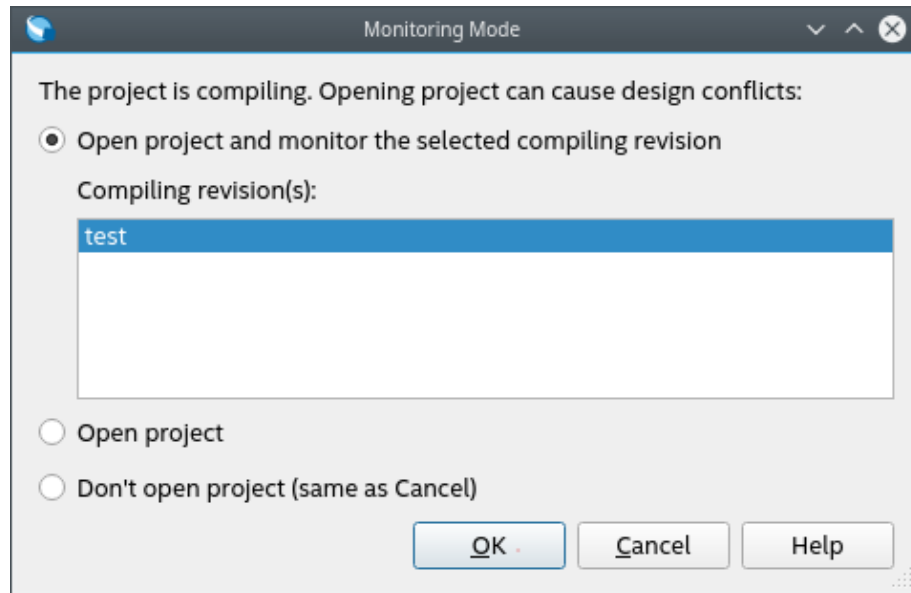 Monitoring Mode
The project is compiling. Opening project can cause design conflicts:
Open project and monitor the selected compiling revision
Compiling revision(s):
test
Open project
Don't open project (same as Cancel)
OK Cancel Help